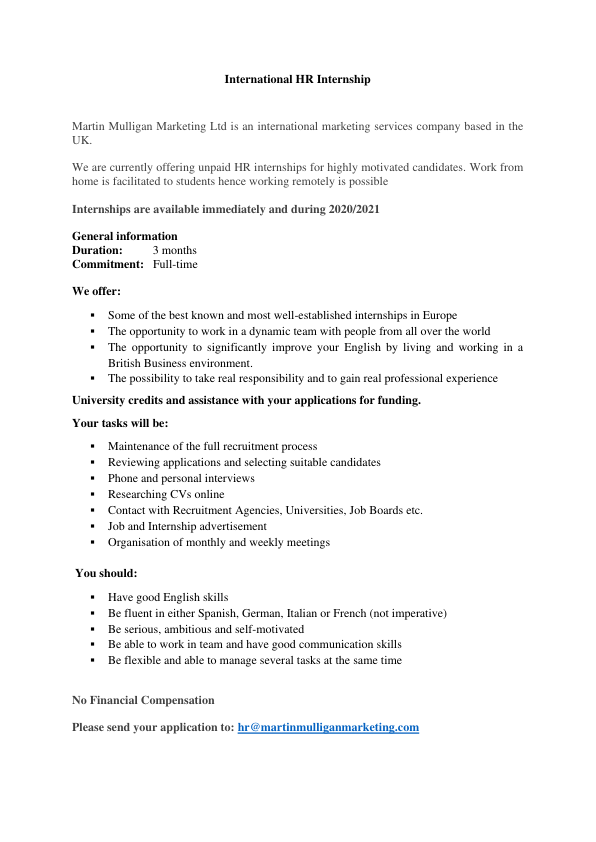 International HR Internship
Martin Mulligan Marketing Ltd is an international marketing services company based in the
UK.
We are currently offering unpaid HR internships for highly motivated candidates. Work from
home is facilitated to students hence working remotely is possible
Internships are available immediately and during 2020/2021
General information
Duration: 3 months
Commitment: Full-time
We offer:
▪ Some of the best known and most well-established internships in Europe
▪ The opportunity to work in a dynamic team with people from all over the world
▪ The opportunity to significantly improve your English by living and working in a
British Business environment.
▪ The possibility to take real responsibility and to gain real professional experience
University credits and assistance with your applications for funding.
Your tasks will be:
▪ Maintenance of the full recruitment process
▪ Reviewing applications and selecting suitable candidates
▪ Phone and personal interviews
▪ Researching CVs online
▪ Contact with Recruitment Agencies, Universities, Job Boards etc.
▪ Job and Internship advertisement
▪ Organisation of monthly and weekly meetings
You should:
▪ Have good English skills
▪ Be fluent in either Spanish, German, Italian or French (not imperative)
▪ Be serious, ambitious and self-motivated
▪ Be able to work in team and have good communication skills
▪ Be flexible and able to manage several tasks at the same time
No Financial Compensation
Please send your application to: hr@martinmulliganmarketing.com